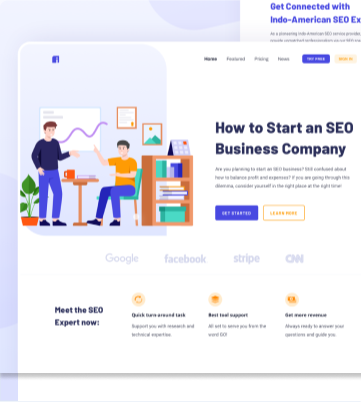 Get Connected with
Indo-American SEO Ex
As a pioneering Indo-American SEO service provider,
Home Featured Pricing News TRY FREE SIGN IN
How to Start an SEO
Business Company
Are you planning to start an SEO business? Still confused about
how to balance profit and expenses? If you are going through this
dilemma, consider yourself in the right place at the right time!
GET STARTED LEARN MORE
Google facebook stripe CNN
Meet the SEO
Expert now:
Quick turn-around task
Support you with research and
technical expertise.
Best tool support
All set to serve you from the
word GO!
Get more revenue
Always ready to answer your
questions and guide you